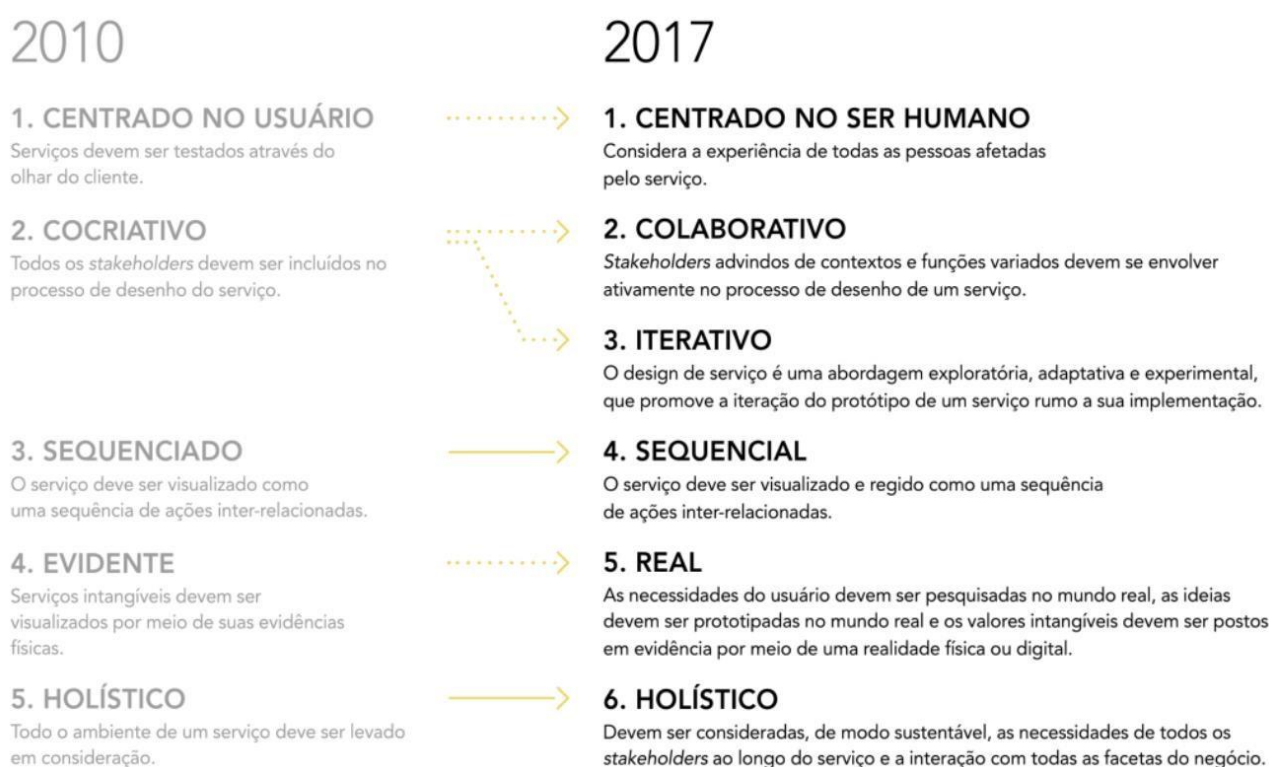 2010
1. CENTRADO NO USUÁRIO
Serviços devem ser testados através do
olhar do cliente.
2. COCRIATIVO
Todos os stakeholders devem ser incluídos no
processo de desenho do serviço.
3. SEQUENCIADO
O serviço deve ser visualizado como
uma sequência de ações inter-relacionadas.
4. EVIDENTE
Serviços intangíveis devem ser
visualizados por meio de suas evidências
físicas.
5. HOLÍSTICO
Todo o ambiente de um serviço deve ser levado
em consideração.
2017
1. CENTRADO NO SER HUMANO
Considera a experiência de todas as pessoas afetadas
pelo serviço.
2. COLABORATIVO
Stakeholders advindos de contextos e funções variados devem se envolver
ativamente no processo de desenho de um serviço.
3. ITERATIVO
O design de serviço é uma abordagem exploratória, adaptativa e experimental,
que promove a iteração do protótipo de um serviço rumo a sua implementação.
4. SEQUENCIAL
O serviço deve ser visualizado e regido como uma sequência
de ações inter-relacionadas.
5. REAL
As necessidades do usuário devem ser pesquisadas no mundo real, as ideias
devem ser prototipadas no mundo real e os valores intangíveis devem ser postos
em evidência por meio de uma realidade física ou digital.
6. HOLÍSTICO
Devem ser consideradas, de modo sustentável, as necessidades de todos os
stakeholders ao longo do serviço e a interação com todas as facetas do negócio.